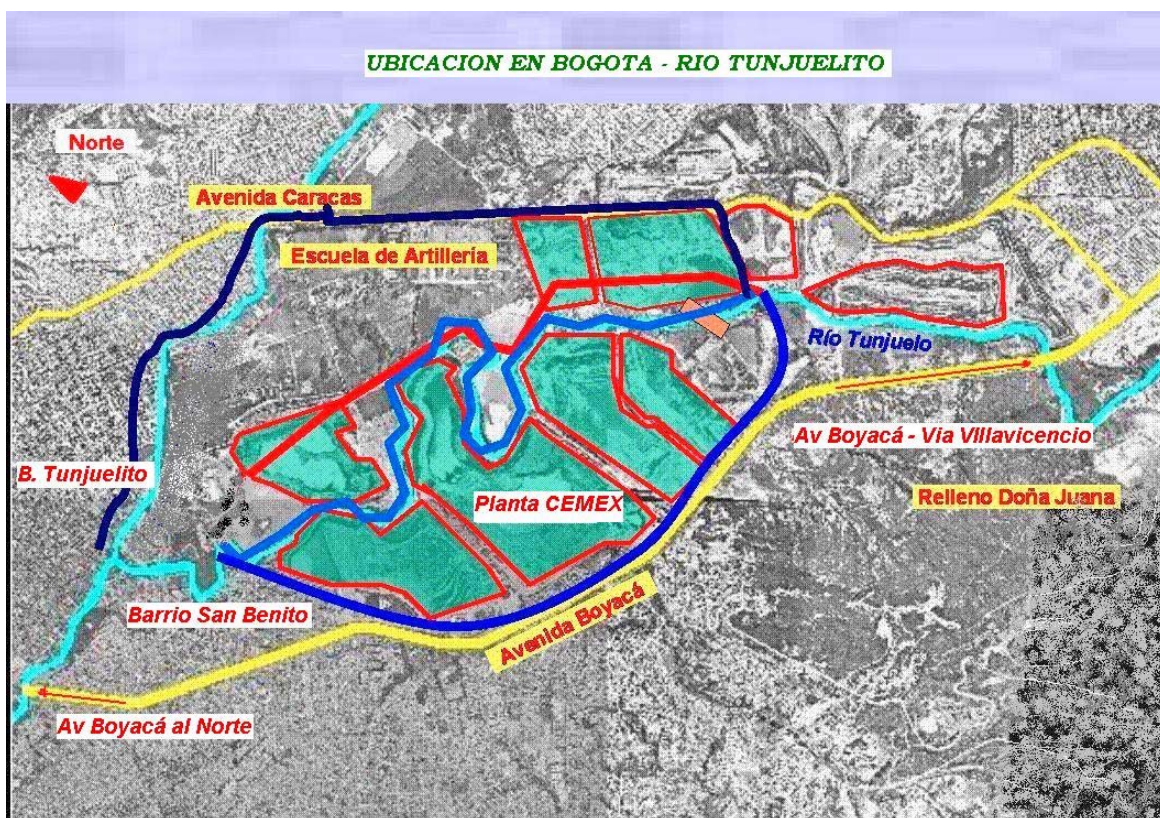 UBICACION EN BOGOTA - RIO TUNJUELITO
Norte
Avenida Caracas
Escuela de Artillería
Río Tunjuelo
Av Boyacá - Via VIllavicencio
B. Tunjuelito
Planta CEMEX
Relleno Doña Juana
Barrio San Benito
Avenida Boyacá
Av Boyacá al Norte